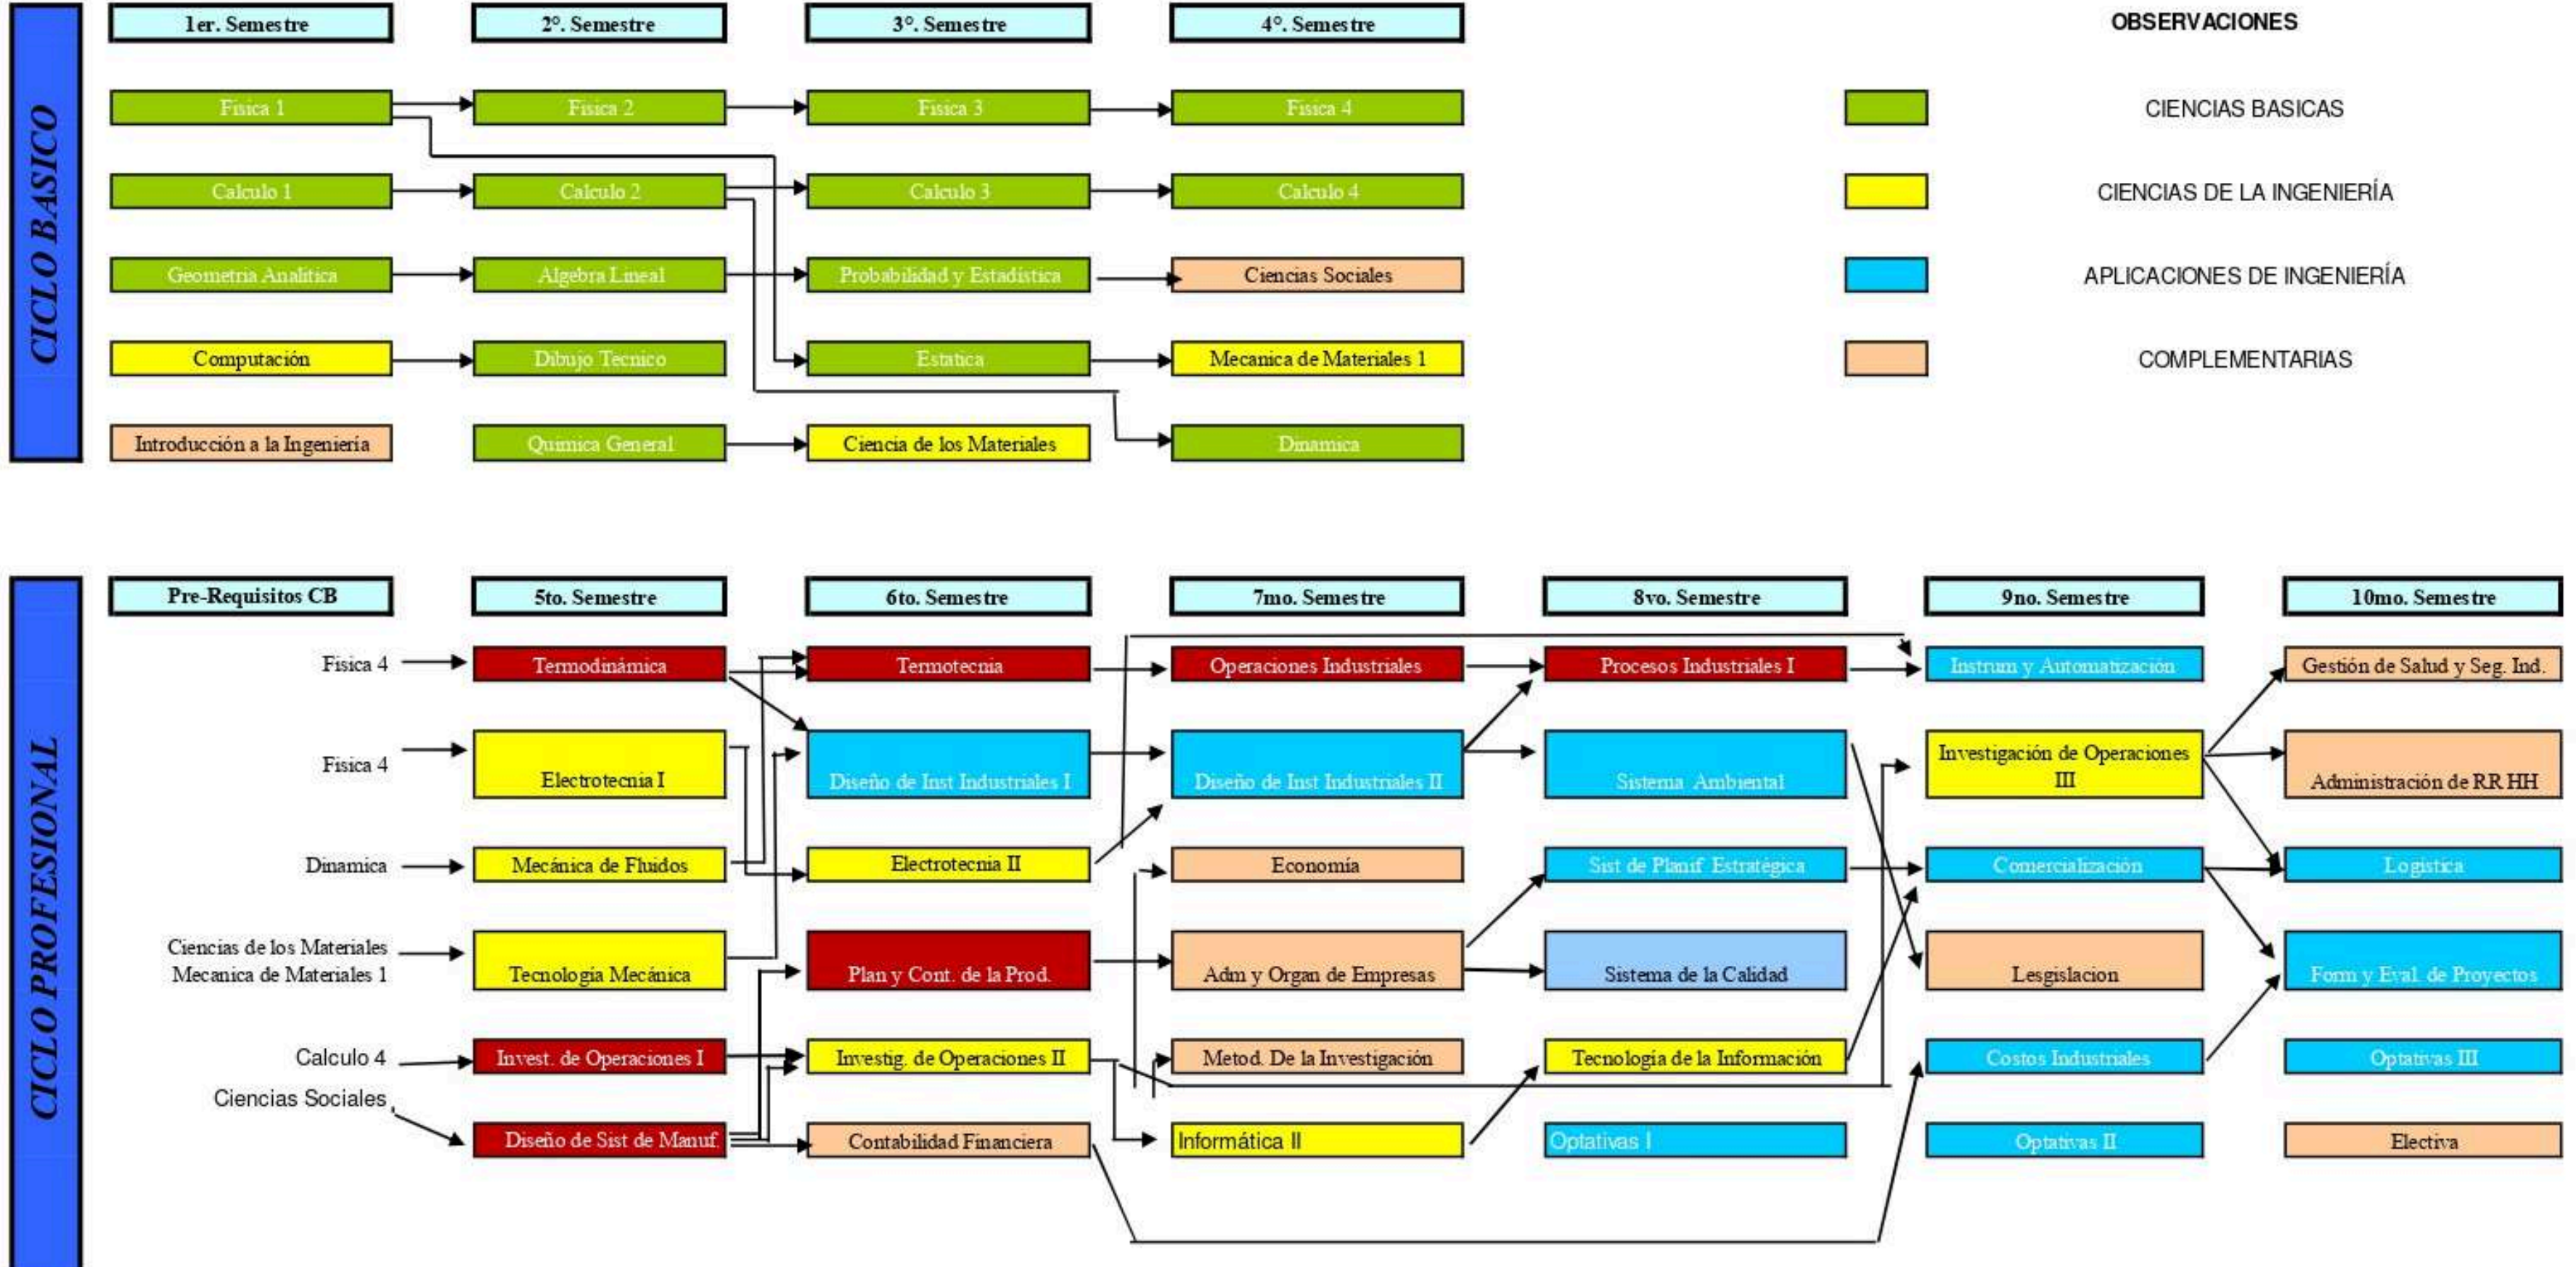 CICLO BASICO
1er. Semestre
2°. Semestre
3°. Semestre
4°. Semestre
OBSERVACIONES
Fisica 1
Fisica 2
Fisica 3
Fisica 4
CIENCIAS BASICAS
Calculo 1
Calculo 2
Calculo 3
Calculo 4
CIENCIAS DE LA INGENIERÍA
Geometria Analitica
Algebra Lineal
Probabilidad y Estadística
Ciencias Sociales
APLICACIONES DE INGENIERÍA
Computación
Dibujo Tecnico
Estatica
Mecanica de Materiales 1
COMPLEMENTARIAS
Introducción a la Ingeniería
Quimica General
Ciencia de los Materiales
Dinamica
CICLO PROFESIONAL
Pre-Requisitos CB
5to. Semestre
6to. Semestre
7mo. Semestre
8vo. Semestre
9no. Semestre
10mo. Semestre
Fisica 4
Termodinámica
Termotecnia
Operaciones Industriales
Procesos Industriales I
Instrum y Automatización
Gestión de Salud y Seg. Ind.
Fisica 4
Electrotecnia I
Diseño de Inst Industriales I
Diseño de Inst Industriales II
Sistema Ambiental
Investigación de Operaciones
III
Administración de RR HH
Dinamica
Mecánica de Fluidos
Electrotecnia II
Economía
Sist de Planif Estratégica
Comercialización
Logistica
Ciencias de los Materiales
Mecanica de Materiales 1
Tecnología Mecánica
Plan y Cont. de la Prod.
Adm y Organ de Empresas
Sistema de la Calidad
Lesgislacion
Form y Eval. de Proyectos
Calculo 4
Invest. de Operaciones I
Investig. de Operaciones II
Metod. De la Investigación
Tecnología de la Información
Costos Industriales
Optativas III
Ciencias Sociales
Diseño de Sist de Manuf.
Contabilidad Financiera
Informática II
Optativas I
Optativas II
Electiva